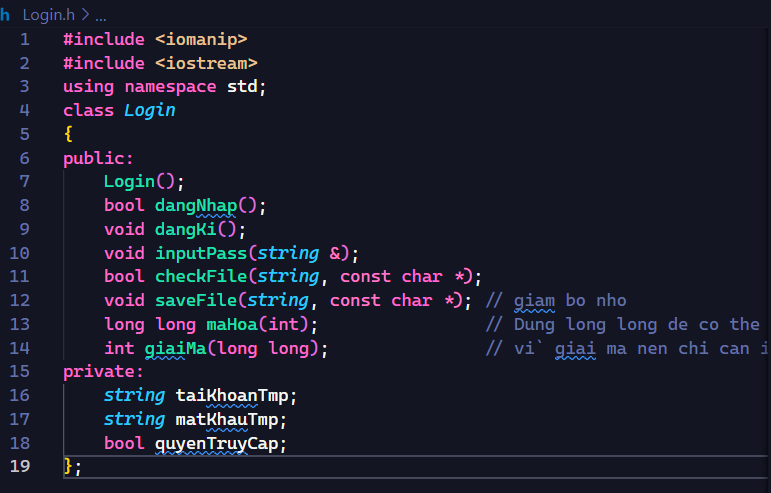 Login.h > ...
1 #include <iomanip>
2 #include <iostream>
3 using namespace std;
4 class Login
5 {
6 public:
7 Login();
8 bool dangNhap();
9 void dangKi();
10 void inputPass(string &);
11 bool checkFile(string, const char *);
12 void saveFile(string, const char *); // giam bo nho
13 long long maHoa(int); // Dung long long de co the
14 int giaiMa(long long); // vi` giai ma nen chi can i
15 private:
16 string taiKhoanTmp;
17 string matKhauTmp;
18 bool quyenTruyCap;
19 };